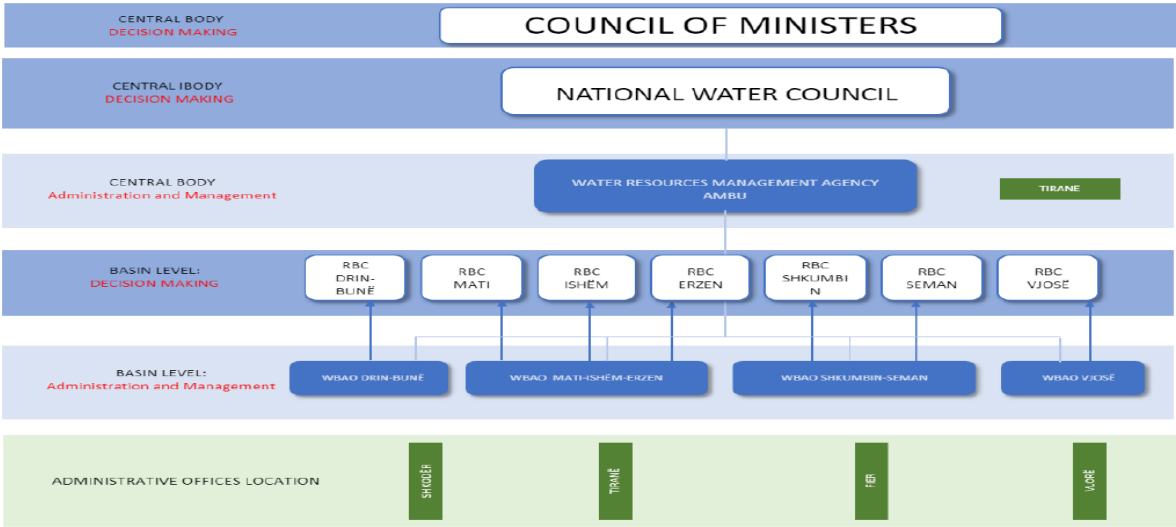 CENTRAL BODY
DECISION MAKING
COUNCIL OF MINISTERS
CENTRAL IBODY
DECISION MAKING
NATIONAL WATER COUNCIL
CENTRAL BODY
Administration and Management
WATER RESOURCES MANAGEMENT AGENCY
AMBU
TIRANE
BASIN LEVEL:
DECISION MAKING
RBC
DRIN-
BUNË
RBC
MATI
RBC
ISHËM
RBC
ERZEN
RBC
SHKUMBI
N
RBC
SEMAN
RBC
VJOSË
BASIN LEVEL:
Administration and Management
WBAO DRIN-BUNË
WBAO MATI-ISHËM-ERZEN
WBAO SHKUMBIN-SEMAN
WBAO VJOSË
ADMINISTRATIVE OFFICES LOCATION
SHKODËR
TIRANË
FIER
VLORË